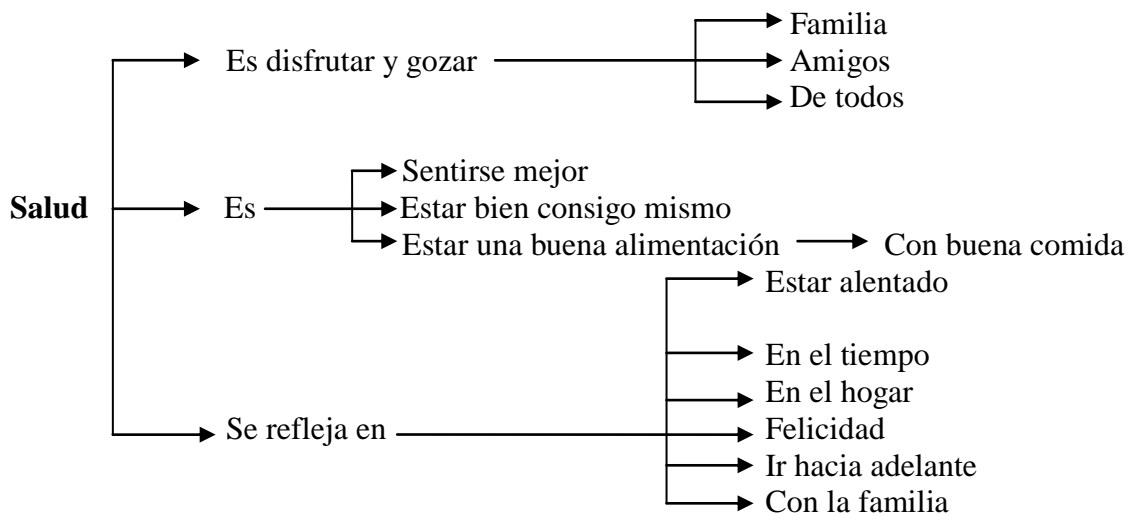 Familia
Es disfrutar y gozar
Amigos
De todos
Sentirse mejor
Salud
Es
Estar bien consigo mismo
Estar una buena alimentación
Con buena comida
Estar alentado
En el tiempo
En el hogar
Se refleja en
Felicidad
Ir hacia adelante
Con la familia